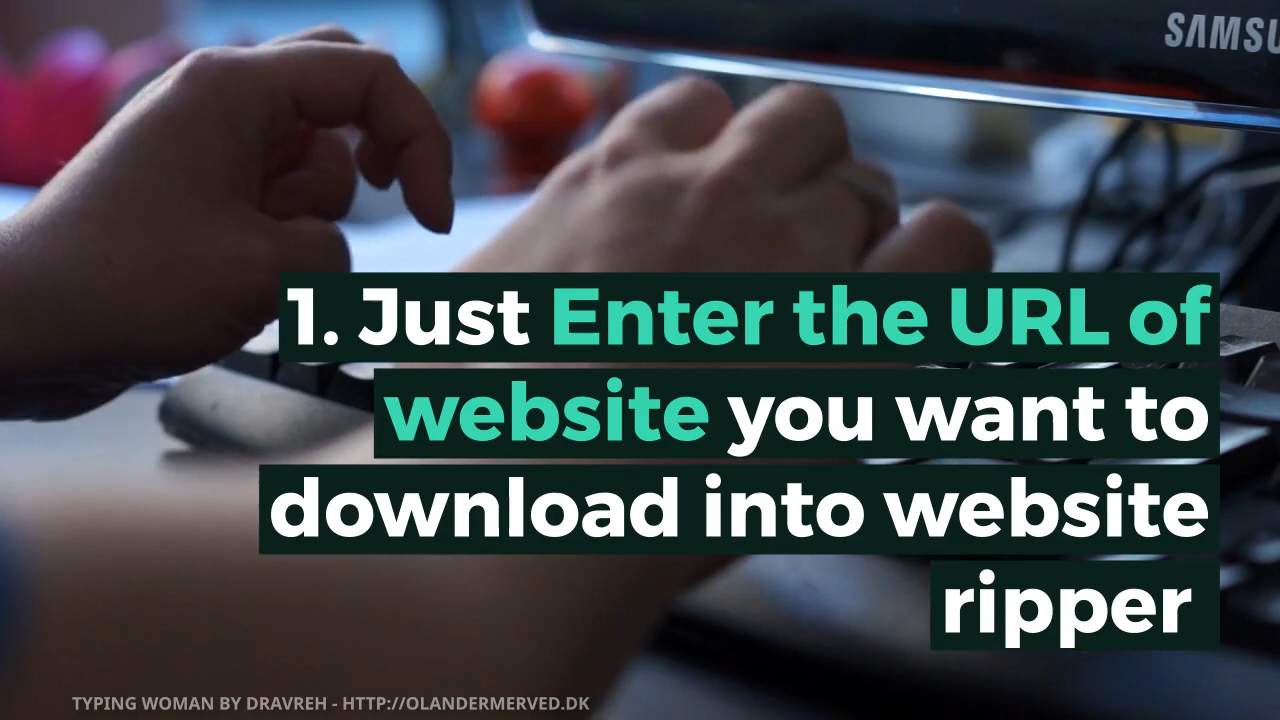 SAMSU
1. Just Enter the URL of
website you want to
download into website
ripper
TYPING WOMAN BY DRAVREH - HTTP://OLANDERMERVED.DK